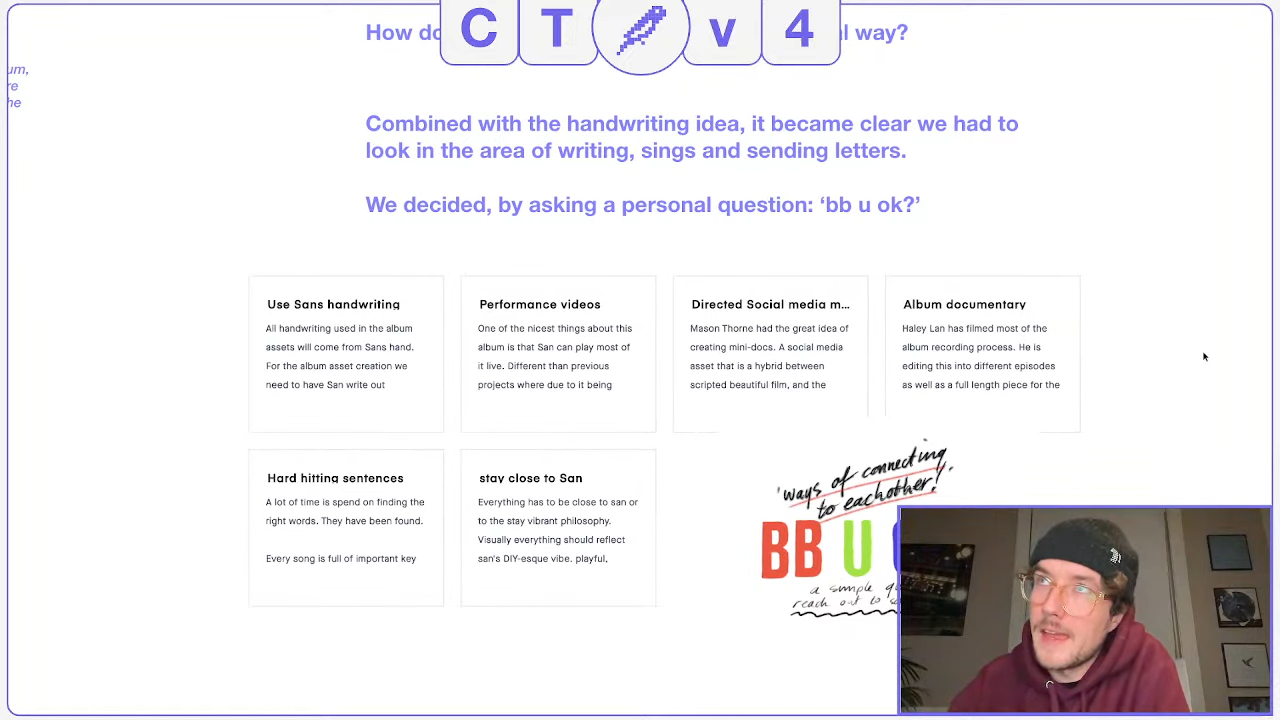 C T v 4
How do way?
um,
re
he
Combined with the handwriting idea, it became clear we had to
look in the area of writing, sings and sending letters.
We decided, by asking a personal question: ‘bb u ok?’
Use Sans handwriting
All handwriting used in the album
assets will come from Sans hand.
For the album asset creation we
need to have San write out
Performance videos
One of the nicest things about this
album is that San can play most of
it live. Different than previous
projects where due to it being
Directed Social media m...
Mason Thorne had the great idea of
creating mini-docs. A social media
asset that is a hybrid between
scripted beautiful film, and the
Album documentary
Haley Lan has filmed most of the
album recording process. He is
editing this into different episodes
as well as a full length piece for the
Hard hitting sentences
A lot of time is spend on finding the
right words. They have been found.
Every song is full of important key
stay close to San
Everything has to be close to san or
to the stay vibrant philosophy.
Visually everything should reflect
san's DIY-esque vibe. playful,
'ways of connecting
to eachother!'
BB U
a simple
reach out to